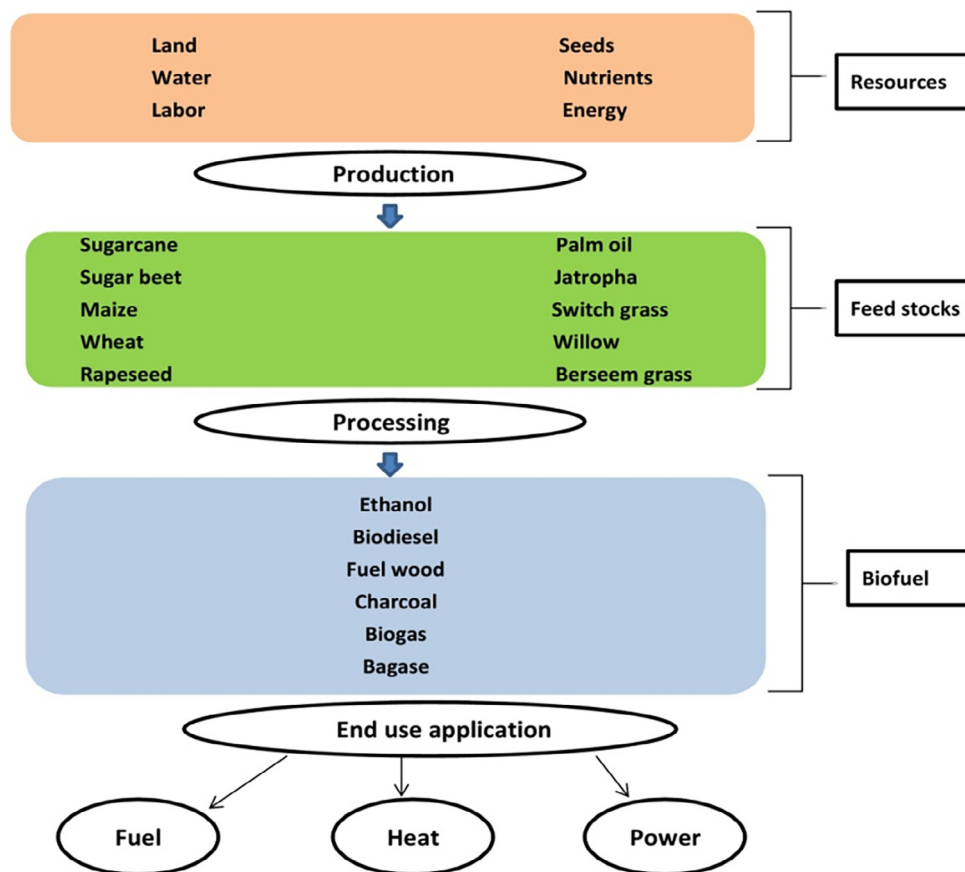 Land
Seeds
Water
Nutrients
Labor
Energy
Resources
Production
Sugarcane
Palm oil
Sugar beet
Jatropha
Maize
Switch grass
Wheat
Willow
Rapeseed
Berseem grass
Feed stocks
Processing
Ethanol
Biodiesel
Fuel wood
Charcoal
Biogas
Bagase
Biofuel
End use application
Fuel
Heat
Power